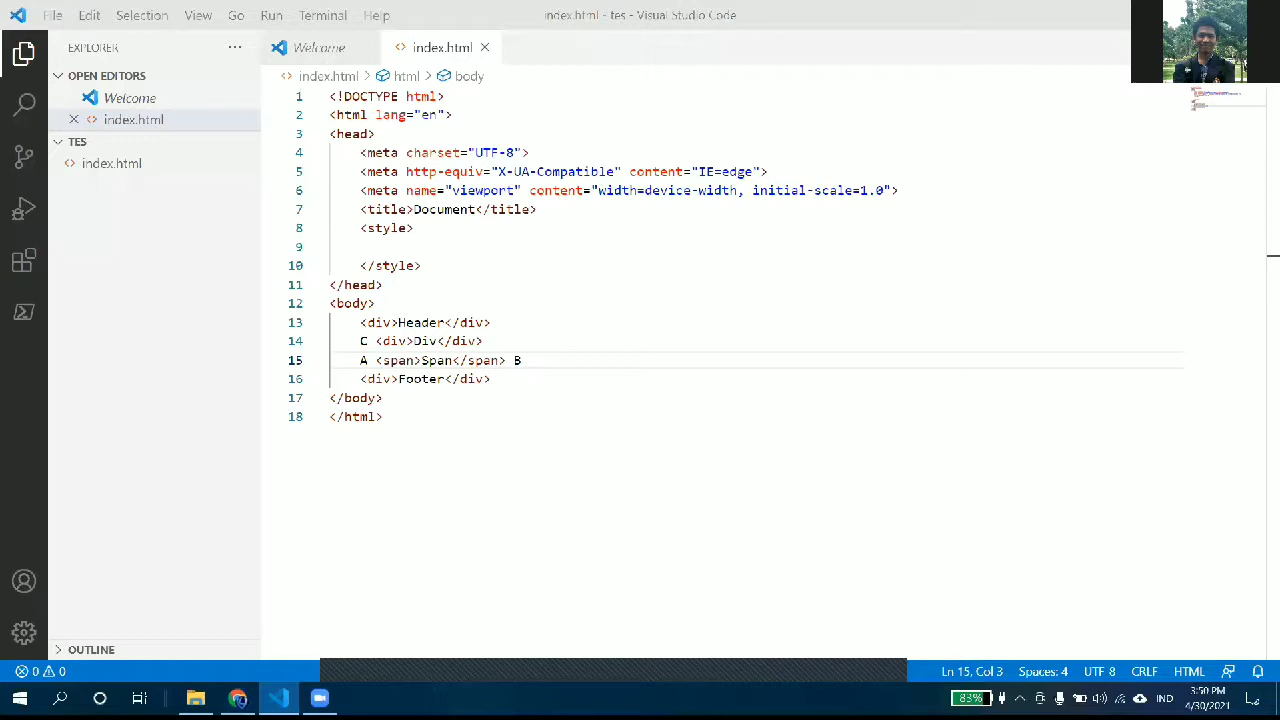 File Edit Selection View Go Run Terminal Help index.html - tes - Visual Studio Code
EXPLORER ...
OPEN EDITORS
Welcome
index.html
TES
index.html
OUTLINE
Welcome index.html
index.html > html > body
1 <!DOCTYPE html>
2 <html lang="en">
3 <head>
4 <meta charset="UTF-8">
5 <meta http-equiv="X-UA-Compatible" content="IE=edge">
6 <meta name="viewport" content="width=device-width, initial-scale=1.0">
7 <title>Document</title>
8 <style>
9
10 </style>
11 </head>
12 <body>
13 <div>Header</div>
14 C <div>Div</div>
15 A <span>Span</span> B
16 <div>Footer</div>
17 </body>
18 </html>
0 0 Ln 15, Col 3 Spaces: 4 UTF 8 CRLF HTML
83% IND 3:50 PM
4/30/2021